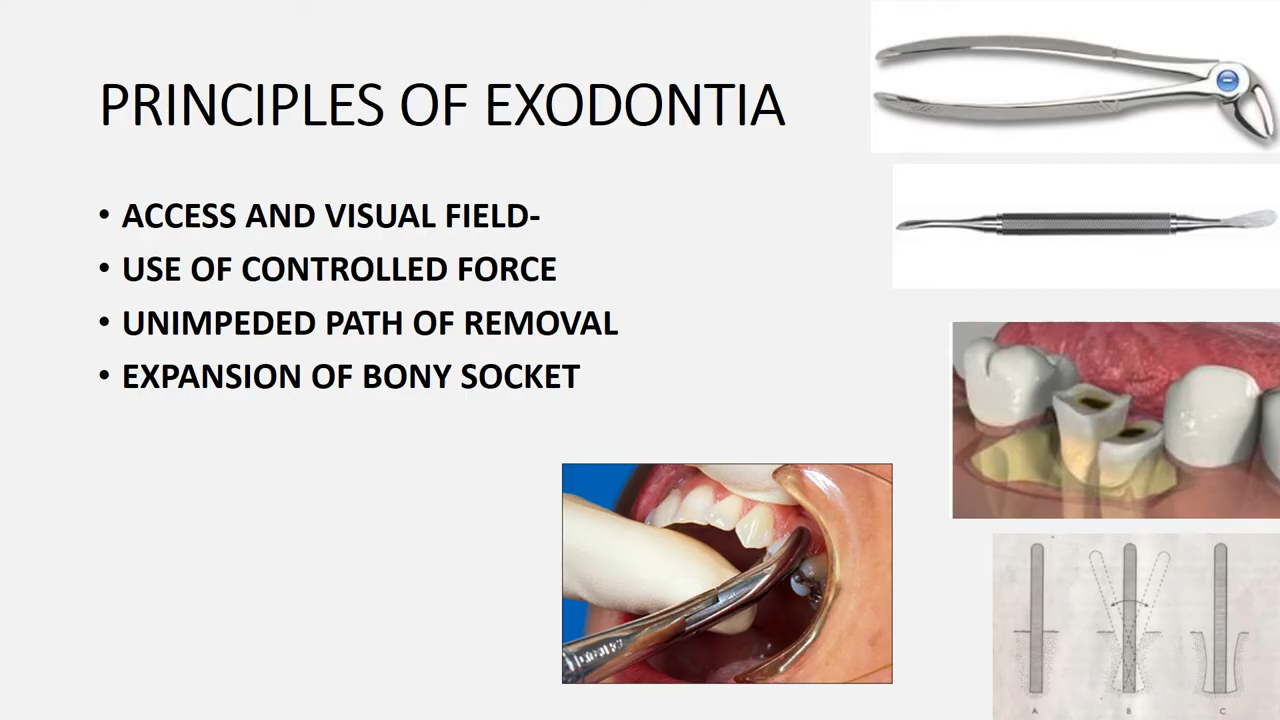 PRINCIPLES OF EXODONTIA
• ACCESS AND VISUAL FIELD-
• USE OF CONTROLLED FORCE
• UNIMPEDED PATH OF REMOVAL
• EXPANSION OF BONY SOCKET
A B C